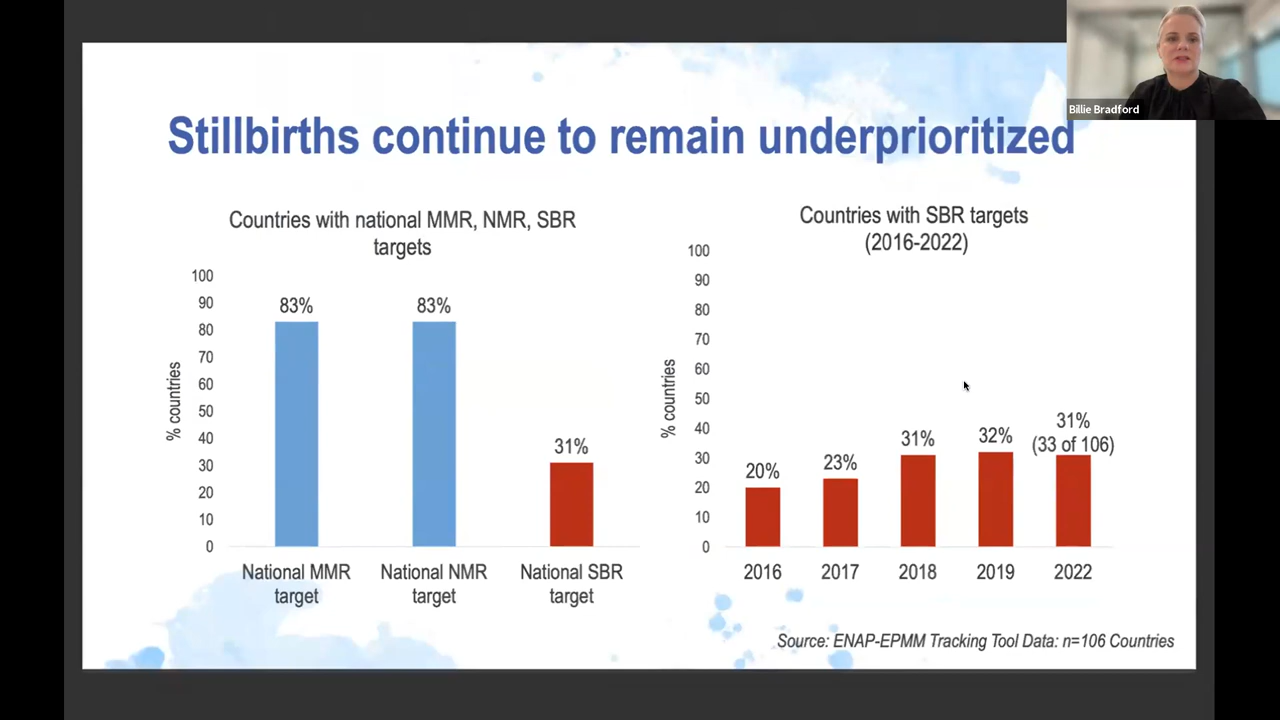 Billie Bradford
Stillbirths continue to remain underprioritized
Countries with national MMR, NMR, SBR
targets
% countries
100
90
80
70
60
50
40
30
20
10
0
83%
83%
31%
National MMR
target
National NMR
target
National SBR
target
Countries with SBR targets
(2016-2022)
% countries
100
90
80
70
60
50
40
30
20
10
0
20%
23%
31%
32%
31%
(33 of 106)
2016
2017
2018
2019
2022
Source: ENAP-EPMM Tracking Tool Data: n=106 Countries